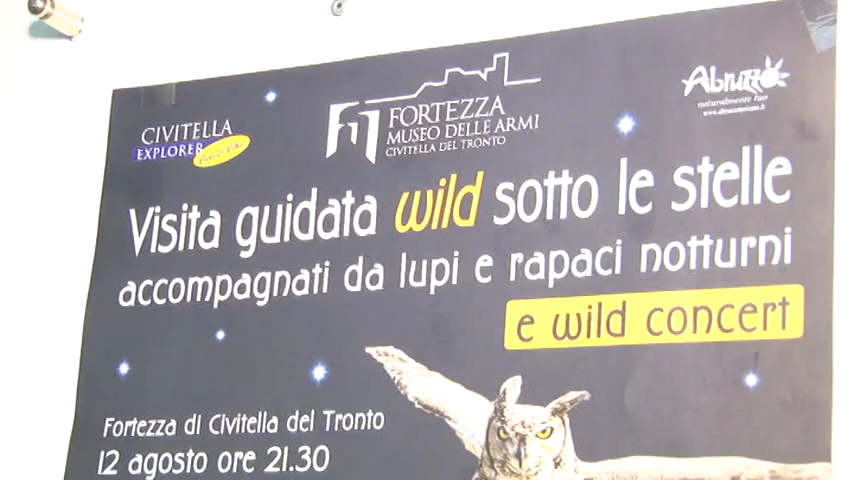 CIVITELLA
EXPLORER
FORTEZZA
MUSEO DELLE ARMI
CIVITELLA DEL TRONTO
Abruzzo
naturalmente tuo
www.abruzzoturismo.it
Visita guidata wild sotto le stelle
accompagnati da lupi e rapaci notturni
e wild concert
Fortezza di Civitella del Tronto
12 agosto ore 21.30